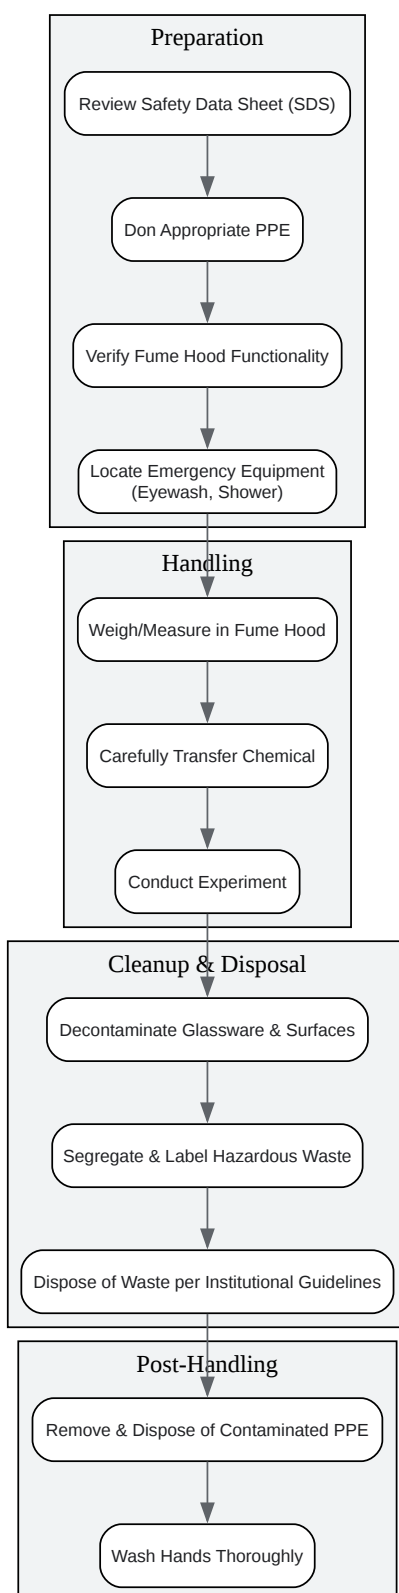 Preparation
Review Safety Data Sheet (SDS)
Don Appropriate PPE
Verify Fume Hood Functionality
Locate Emergency Equipment
(Eyewash, Shower)
Handling
Weigh/Measure in Fume Hood
Carefully Transfer Chemical
Conduct Experiment
Cleanup & Disposal
Decontaminate Glassware & Surfaces
Segregate & Label Hazardous Waste
Dispose of Waste per Institutional Guidelines
Post-Handling
Remove & Dispose of Contaminated PPE
Wash Hands Thoroughly